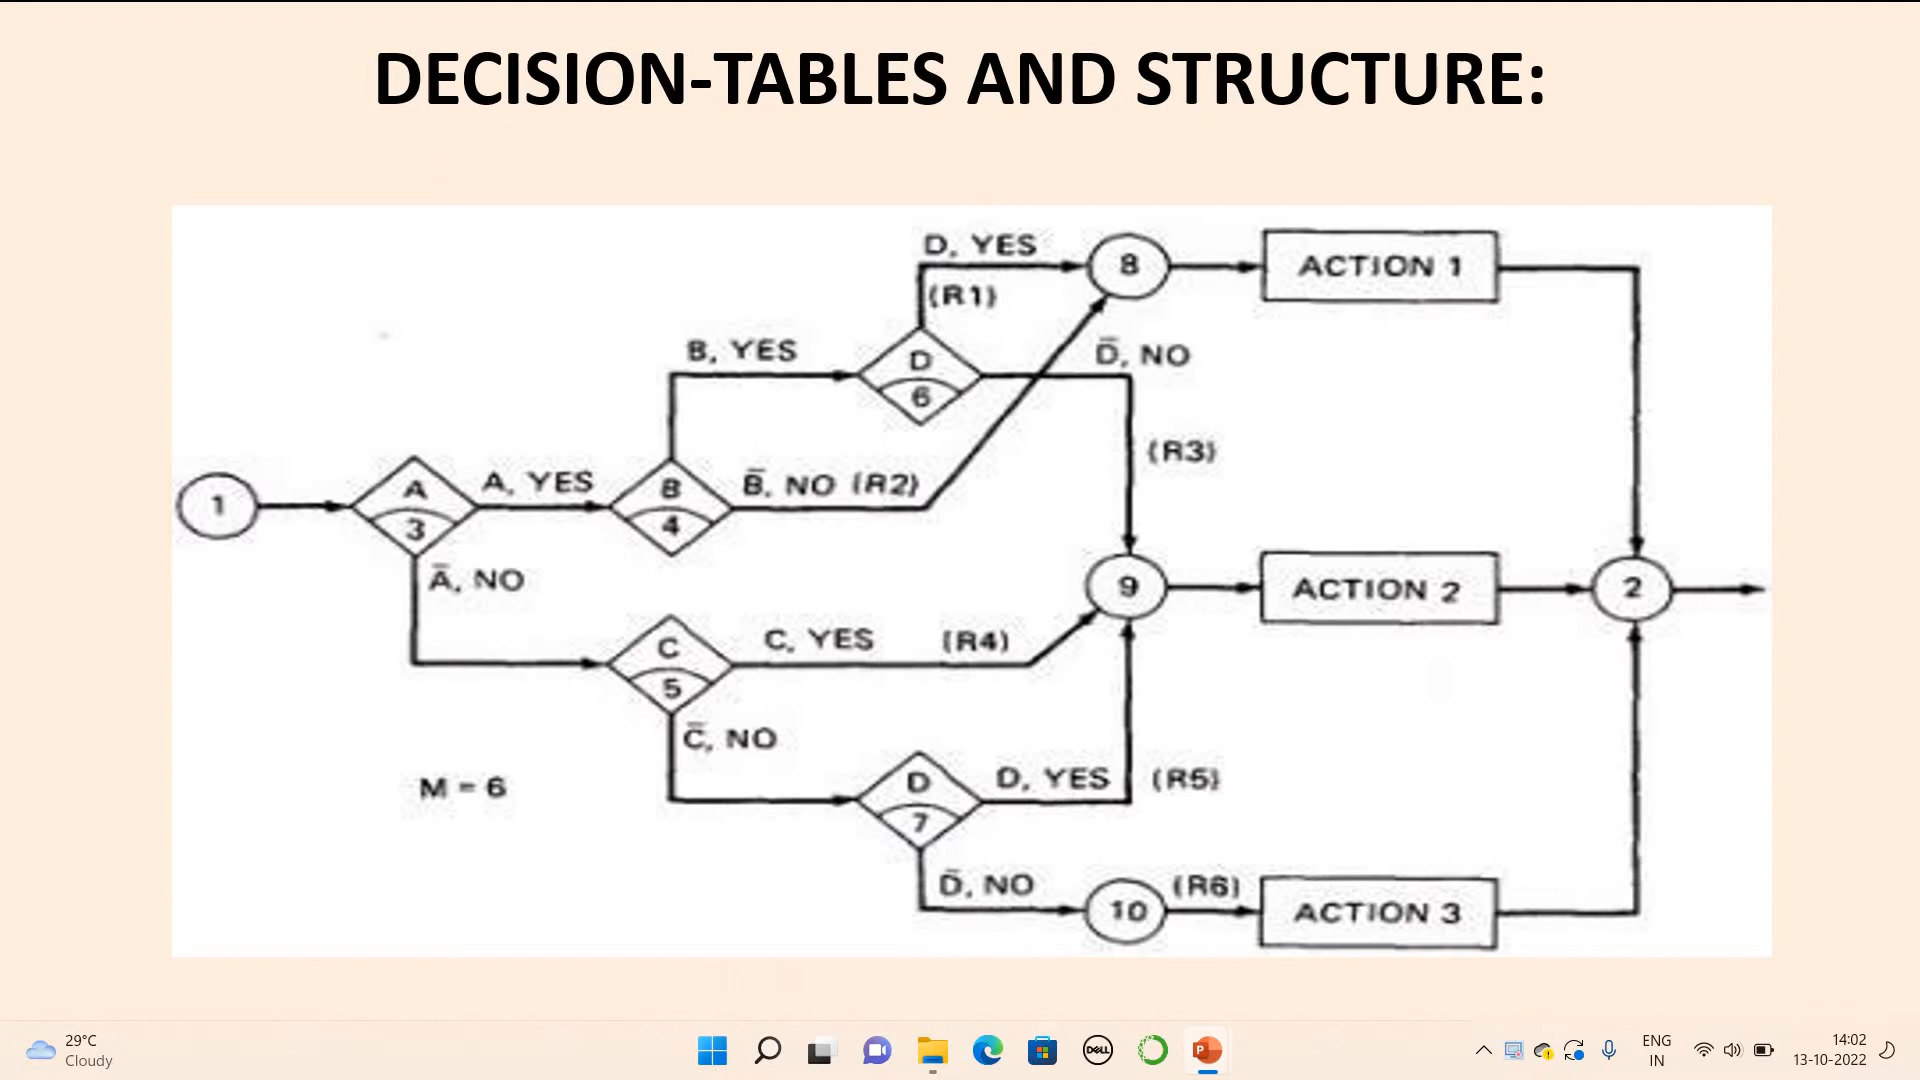 DECISION-TABLES AND STRUCTURE:
D, YES
8
ACTION 1
(R1)
B, YES
D
6
D̅, NO
(R3)
1
A
3
A, YES
B
4
B̅, NO (R2)
A̅, NO
9
ACTION 2
2
C
5
C, YES (R4)
C̅, NO
M = 6
D
7
D, YES (R5)
D̅, NO
10
(R6)
ACTION 3
29°C
Cloudy
DELL
P
ENG
IN
14:02
13-10-2022